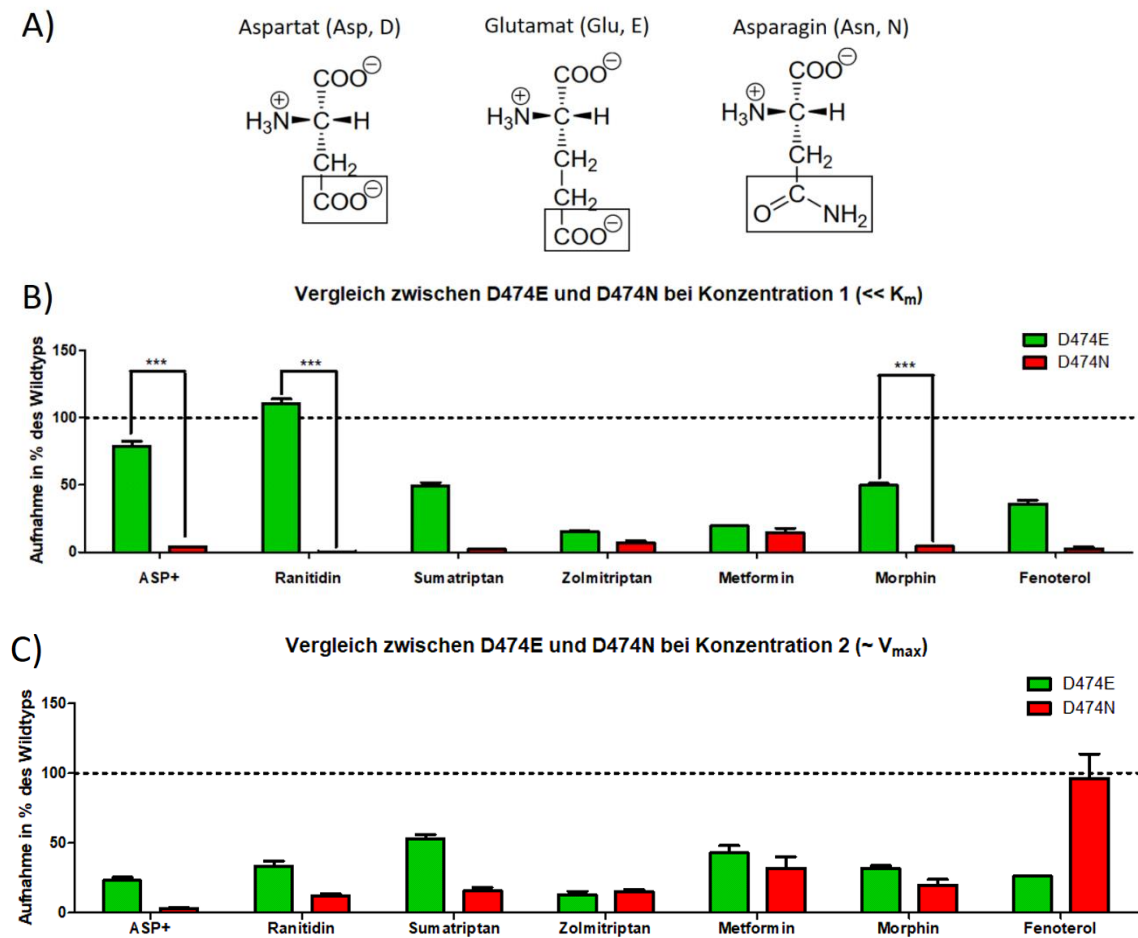 A)
Aspartat (Asp, D)
Glutamat (Glu, E)
Asparagin (Asn, N)
COO⊖
H3N⊕ C H
CH2
COO⊖
COO⊖
H3N⊕ C H
CH2
CH2
COO⊖
COO⊖
H3N⊕ C H
CH2
C
O NH2
B)
Vergleich zwischen D474E und D474N bei Konzentration 1 (<< Km)
Aufnahme in % des Wildtyps
150
100
50
0
*** *** ***
D474E
D474N
ASP+ Ranitidin Sumatriptan Zolmitriptan Metformin Morphin Fenoterol
C)
Vergleich zwischen D474E und D474N bei Konzentration 2 (~ Vmax)
Aufnahme in % des Wildtyps
150
100
50
0
D474E
D474N
ASP+ Ranitidin Sumatriptan Zolmitriptan Metformin Morphin Fenoterol